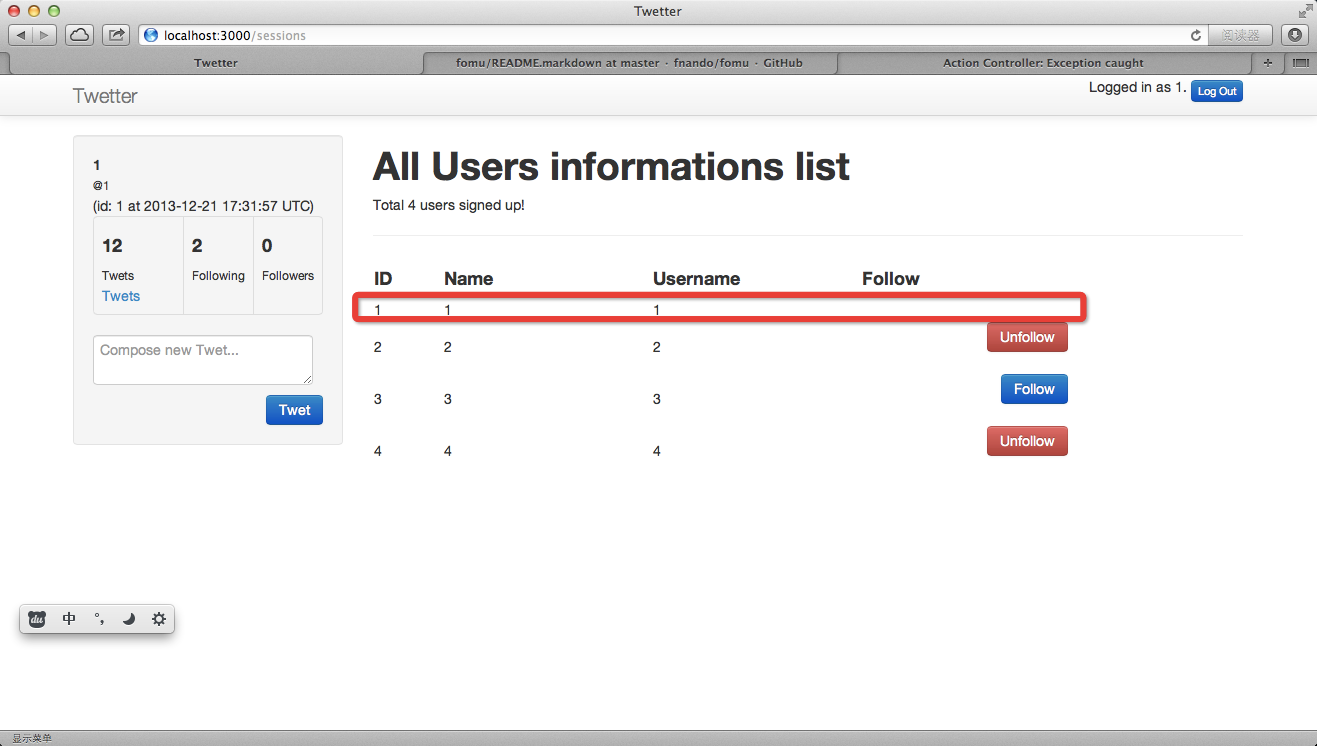 Twetter
localhost:3000/sessions
阅读器
Twetter
fomu/README.markdown at master · fnando/fomu · GitHub
Action Controller: Exception caught
Twetter
Logged in as 1. Log Out
1
@1
(id: 1 at 2013-12-21 17:31:57 UTC)
12 2 0
Twets Following Followers
Twets
Compose new Twet...
Twet
All Users informations list
Total 4 users signed up!
ID Name Username Follow
1 1 1
2 2 2 Unfollow
3 3 3 Follow
4 4 4 Unfollow
du 中 °,
显示菜单